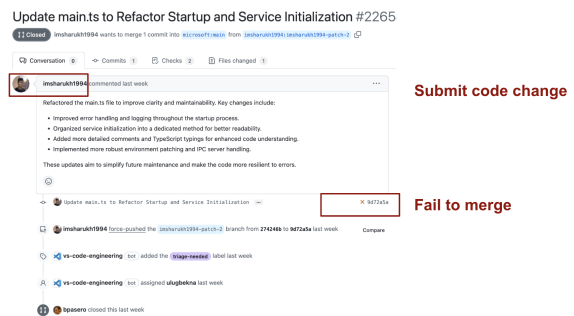 Update main.ts to Refactor Startup and Service Initialization #2265
Closed imsharukh1994 wants to merge 1 commit into microsoft:main from imsharukh1994:imsharukh1994-patch-2
Conversation 0 Commits 1 Checks 2 Files changed 1
imsharukh1994 commented last week ...
Submit code change
Refactored the main.ts file to improve clarity and maintainability. Key changes include:
• Improved error handling and logging throughout the startup process.
• Organized service initialization into a dedicated method for better readability.
• Added more detailed comments and TypeScript typings for enhanced code understanding.
• Implemented more robust environment patching and IPC server handling.
These updates aim to simplify future maintenance and make the code more resilient to errors.
Update main.ts to Refactor Startup and Service Initialization ... × 9d72a5a
Fail to merge
imsharukh1994 force-pushed the imsharukh1994-patch-2 branch from 274246b to 9d72a5a last week Compare
vs-code-engineering bot added the triage-needed label last week
vs-code-engineering bot assigned ulugbekna last week
bpasero closed this last week